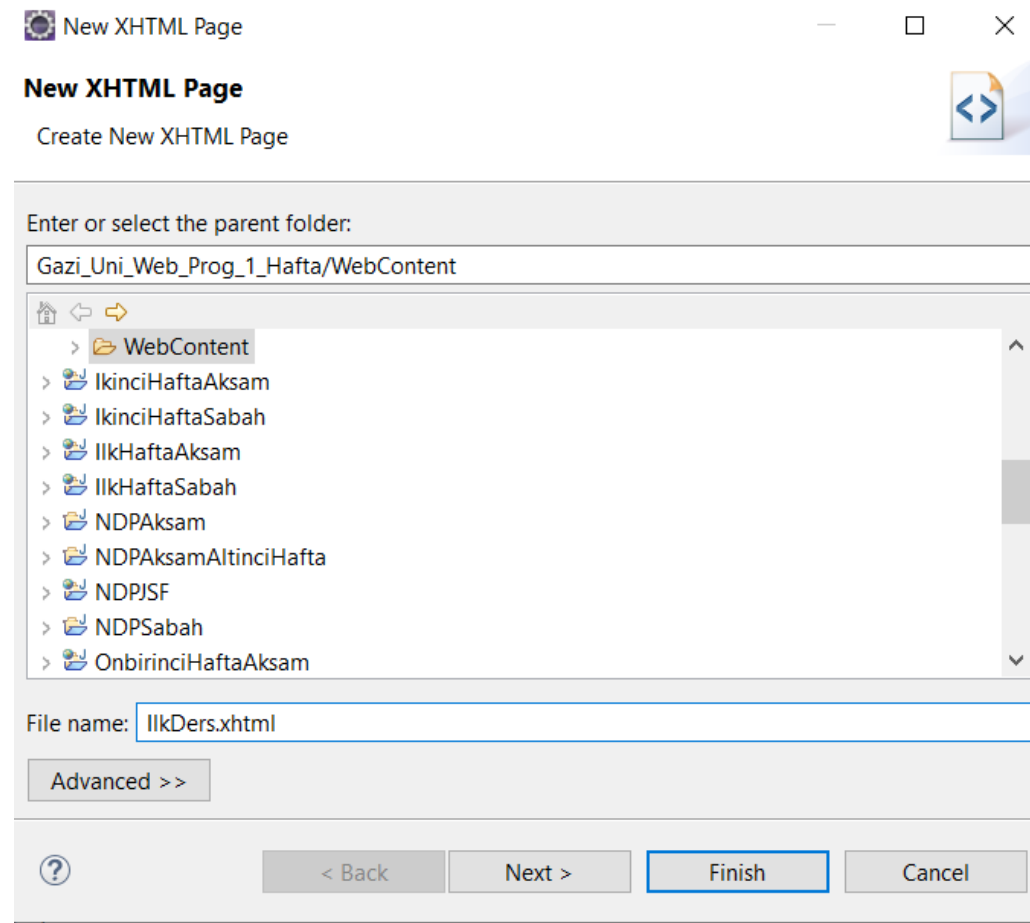 New XHTML Page
New XHTML Page
Create New XHTML Page
Enter or select the parent folder:
Gazi_Uni_Web_Prog_1_Hafta/WebContent
WebContent
IkinciHaftaAksam
IkinciHaftaSabah
IlkHaftaAksam
IlkHaftaSabah
NDPAksam
NDPAksamAltinciHafta
NDPJSF
NDPSabah
OnbirinciHaftaAksam
File name: IlkDers.xhtml
Advanced >>
? < Back Next > Finish Cancel